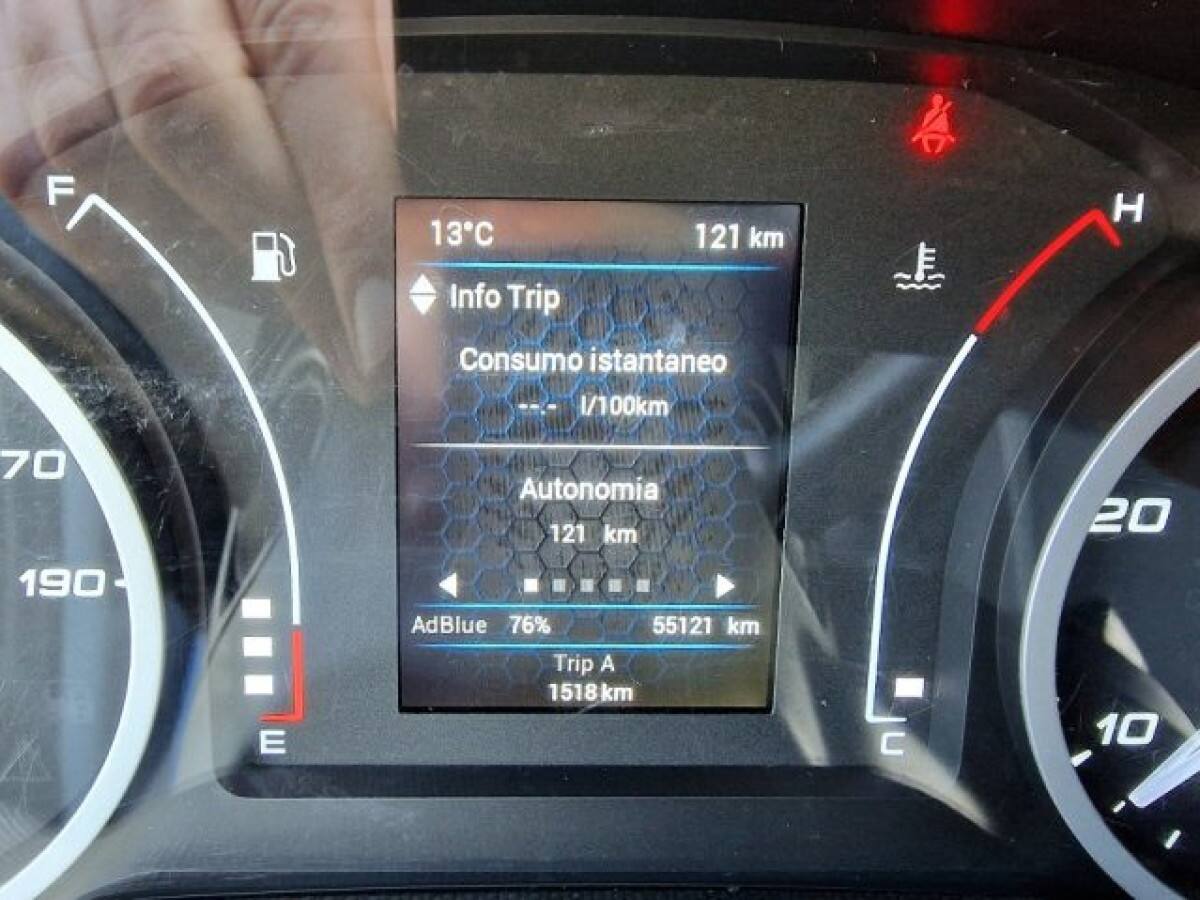 F
13°C 121 km
H
Info Trip
Consumo istantaneo
--.- l/100km
70
Autonomia
20
121 km
190
AdBlue 76% 55121 km
Trip A
1518 km
E
C
10